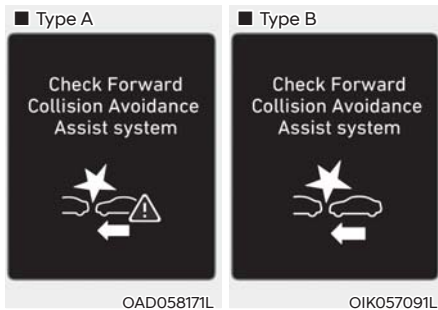 ■ Type A
Check Forward
Collision Avoidance
Assist system
OAD058171L
■ Type B
Check Forward
Collision Avoidance
Assist system
OIK057091L